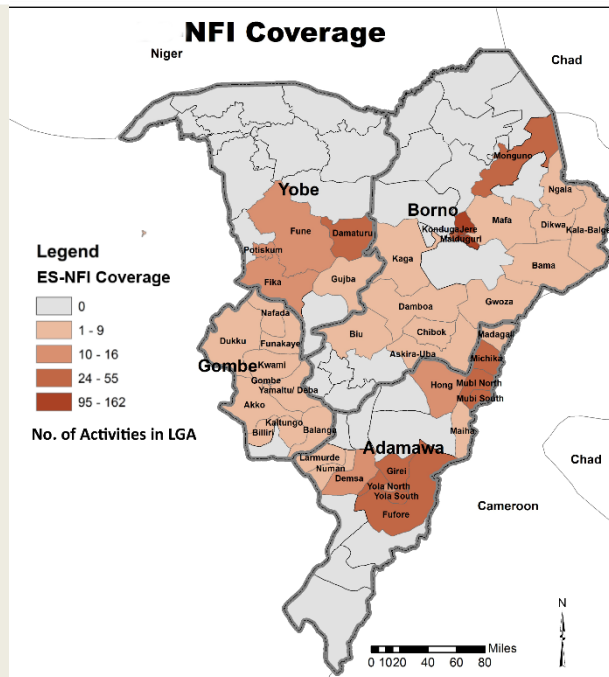 NFI Coverage
Niger
Chad
Monguno
Ngala
Yobe
Borno
Fune
Damaturu
KondugaJere
Maiduguri
Mafa
Dikwa
Kala-Balge
Potiskum
Kaga
Legend
ES-NFI Coverage
0
1 - 9
10 - 16
24 - 55
95 - 162
No. of Activities in LGA
Fika
Gujba
Bama
Nafada
Damboa
Gwoza
Dukku
Funakaye
Biu
Chibok
Madagali
Askira-Uba
Michika
Gombe
Kwami
Gombe
Yamaltu/ Deba
Hong
Mubi North
Mubi South
Akko
Kaltungo
Billiri
Balanga
Adamawa
Maiha
Lamurde
Numan
Demsa
Girei
Yola North
Yola South
Fufore
Chad
Cameroon
N
Miles
0 1020 40 60 80